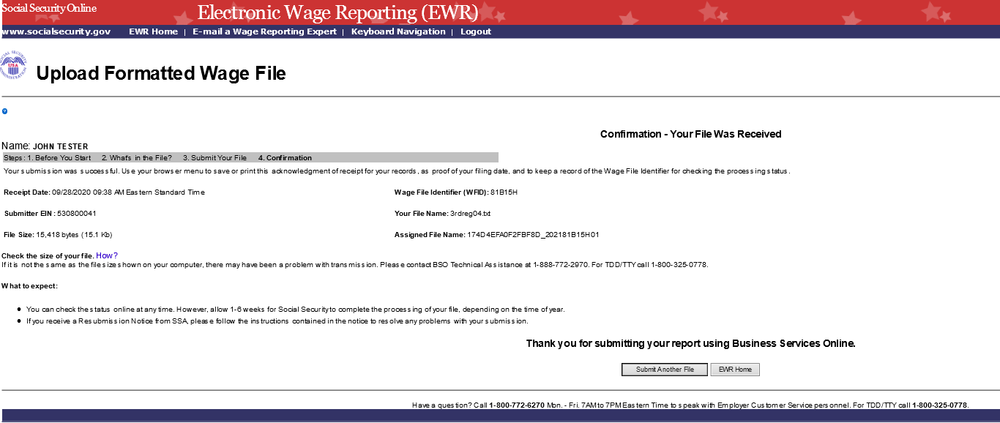 Social Security Online
Electronic Wage Reporting (EWR)
www.socialsecurity.gov EWR Home | E-mail a Wage Reporting Expert | Keyboard Navigation | Logout
Upload Formatted Wage File
Confirmation - Your File Was Received
Name: JOHN TESTER
Steps: 1. Before You Start 2. What's in the File? 3. Submit Your File 4. Confirmation
Your submission was successful. Use your browser menu to save or print this acknowledgment of receipt for your records, as proof of your filing date, and to keep a record of the Wage File Identifier for checking the processing status.
Receipt Date: 09/28/2020 09:38 AM Eastern Standard Time Wage File Identifier (WFID): 81B15H
Submitter EIN: 530800041 Your File Name: 3rdreg04.txt
File Size: 15,418 bytes (15.1 Kb) Assigned File Name: 174D4EFA0F2FBF8D_202181B15H01
Check the size of your file. How?
If it is not the same as the file size shown on your computer, there may have been a problem with transmission. Please contact BSO Technical Assistance at 1-888-772-2970. For TDD/TTY call 1-800-325-0778.
What to expect:
● You can check the status online at any time. However, allow 1-6 weeks for Social Security to complete the processing of your file, depending on the time of year.
● If you receive a Resubmission Notice from SSA, please follow the instructions contained in the notice to resolve any problems with your submission.
Thank you for submitting your report using Business Services Online.
Submit Another File EWR Home
Have a question? Call 1-800-772-6270 Mon. - Fri. 7AM to 7PM Eastern Time to speak with Employer Customer Service personnel. For TDD/TTY call 1-800-325-0778.